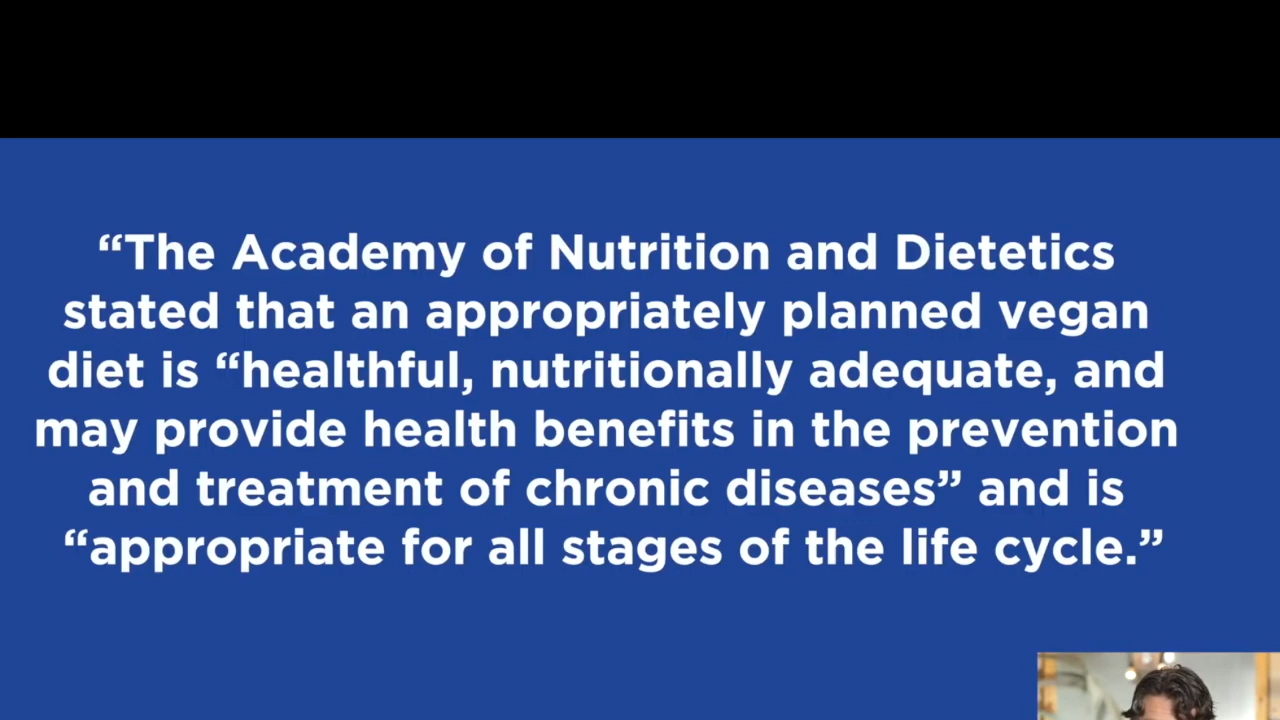 “The Academy of Nutrition and Dietetics
stated that an appropriately planned vegan
diet is “healthful, nutritionally adequate, and
may provide health benefits in the prevention
and treatment of chronic diseases” and is
“appropriate for all stages of the life cycle.”